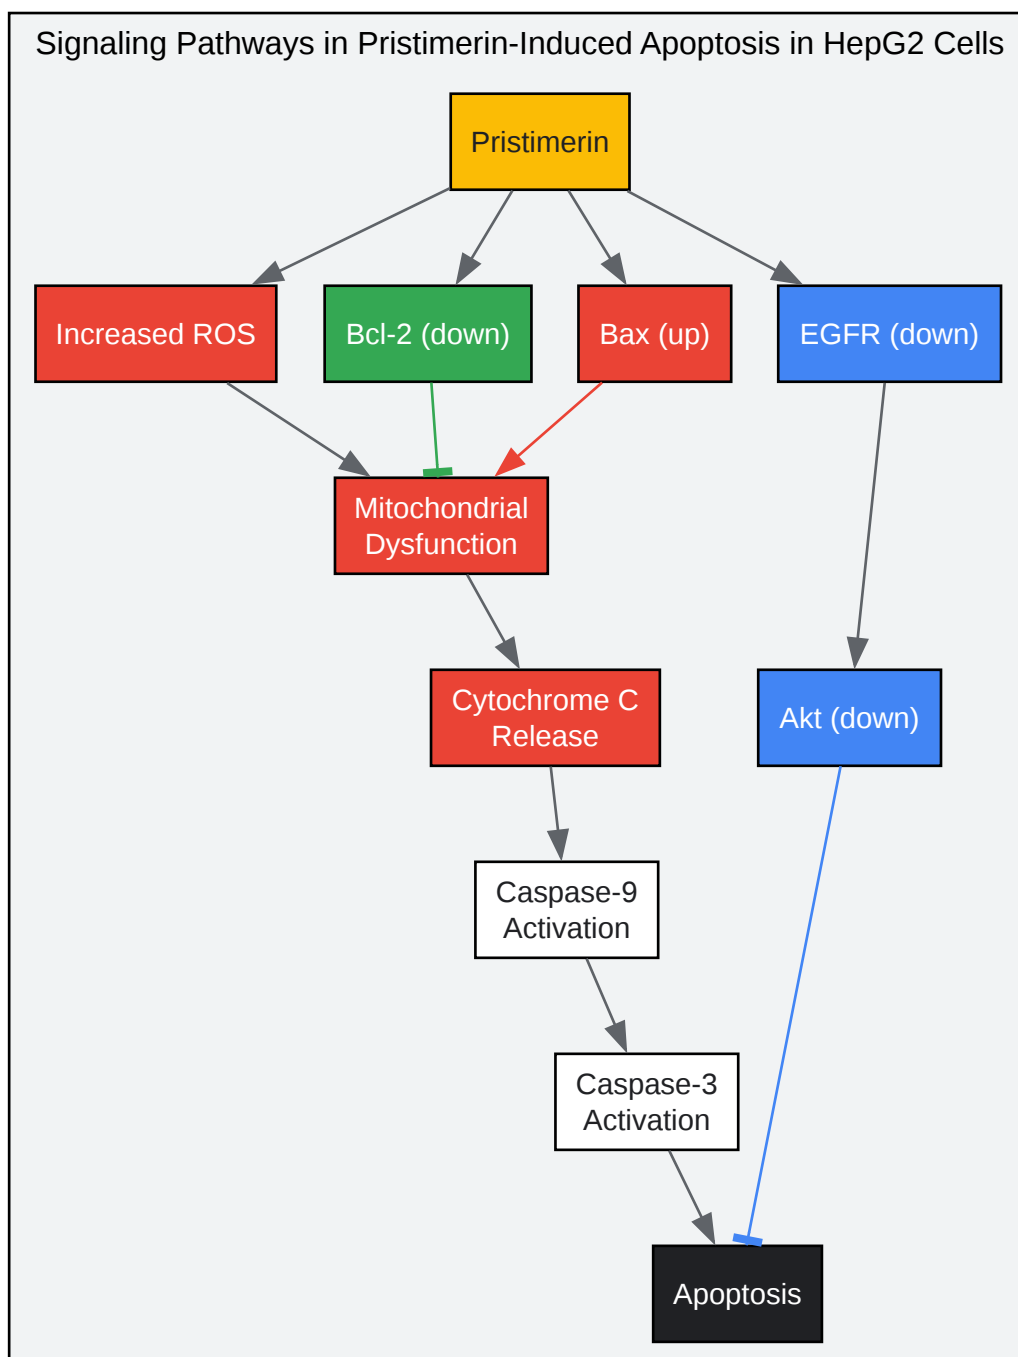 Signaling Pathways in Pristimerin-Induced Apoptosis in HepG2 Cells
Pristimerin
Increased ROS
Bcl-2 (down)
Bax (up)
EGFR (down)
Mitochondrial
Dysfunction
Cytochrome C
Release
Akt (down)
Caspase-9
Activation
Caspase-3
Activation
Apoptosis